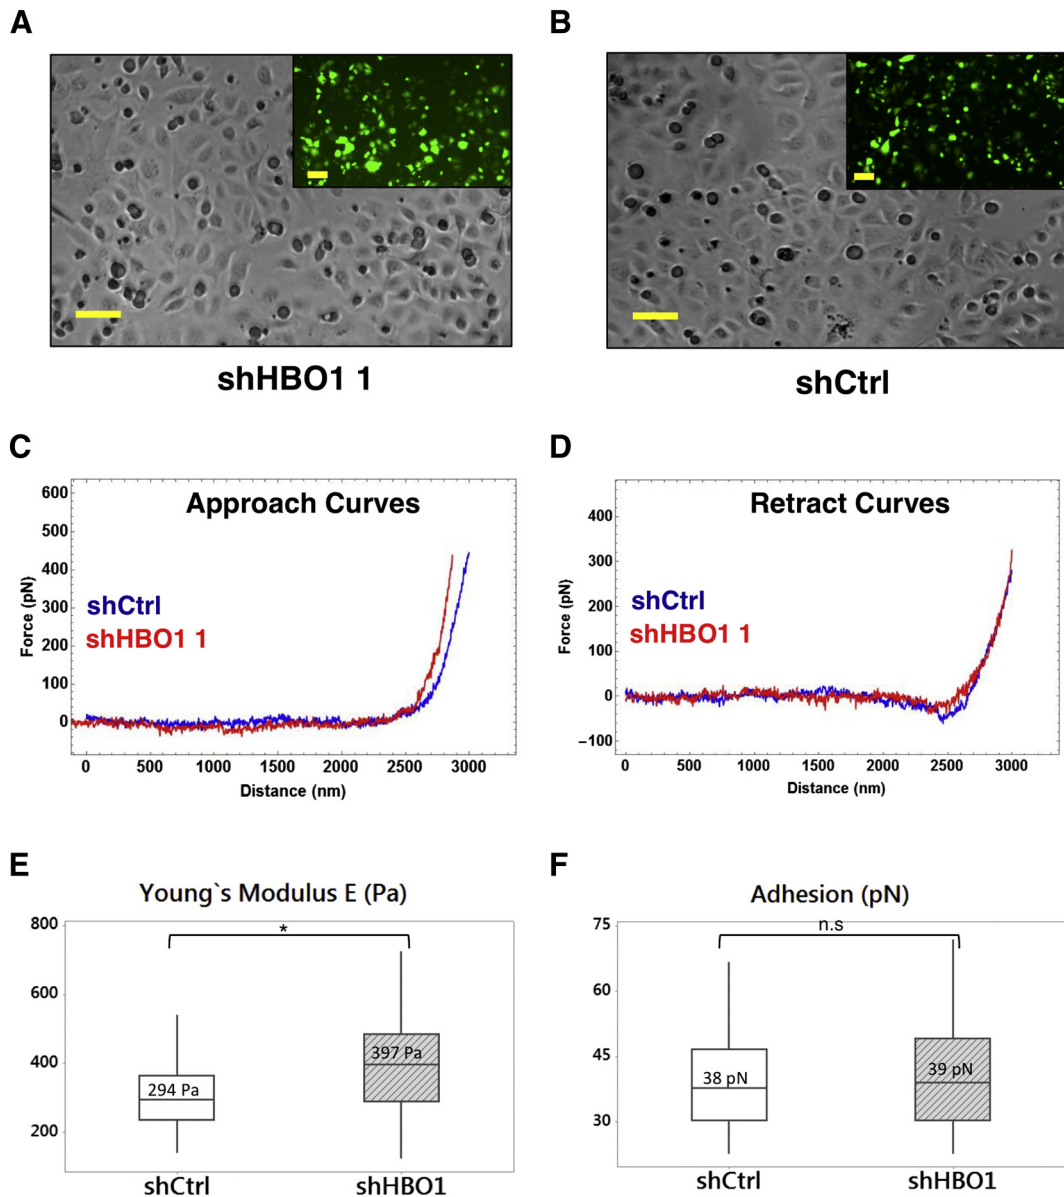 A
B
shHBO1 1
shCtrl
C
D
Approach Curves
600
500
400
300
200
100
0
Force (pN)
shCtrl
shHBO1 1
0 500 1000 1500 2000 2500 3000
Distance (nm)
Retract Curves
400
300
200
100
0
−100
Force (pN)
shCtrl
shHBO1 1
0 500 1000 1500 2000 2500 3000
Distance (nm)
E
F
Young`s Modulus E (Pa)
800
600
400
200
*
294 Pa
397 Pa
shCtrl shHBO1
Adhesion (pN)
75
60
45
30
n.s
38 pN
39 pN
shCtrl shHBO1